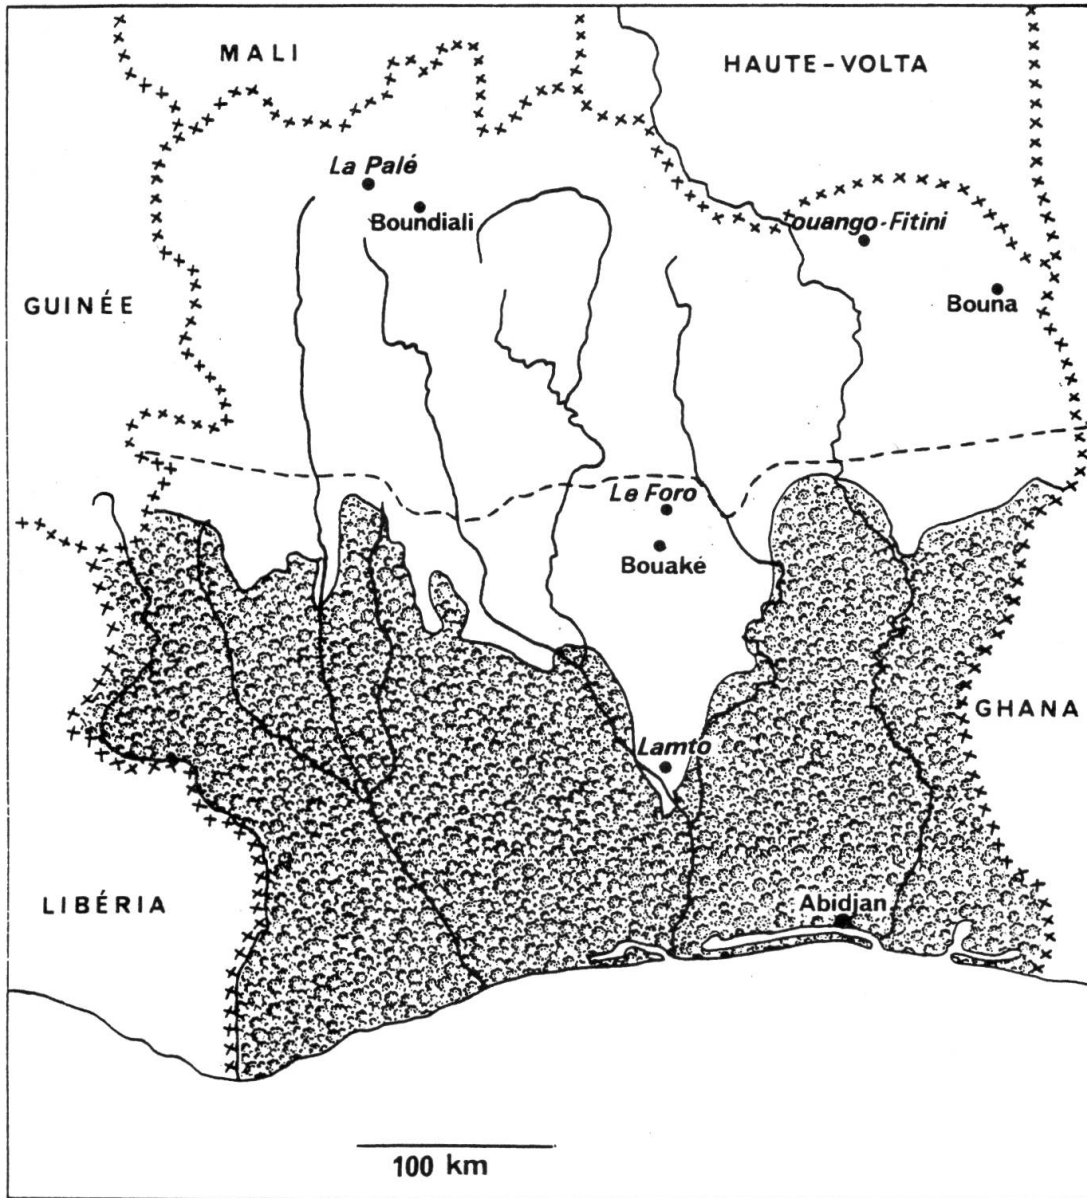 MALI
HAUTE-VOLTA
La Palé
Boundiali
ouango-Fitini
GUINÉE
Bouna
Le Foro
Bouaké
GHANA
Lamto
LIBÉRIA
Abidjan
100 km